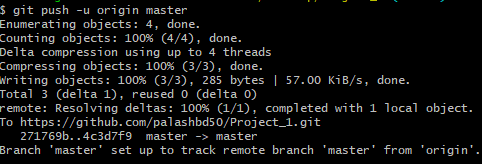 $ git push -u origin master
Enumerating objects: 4, done.
Counting objects: 100% (4/4), done.
Delta compression using up to 4 threads
Compressing objects: 100% (3/3), done.
Writing objects: 100% (3/3), 285 bytes | 57.00 KiB/s, done.
Total 3 (delta 1), reused 0 (delta 0)
remote: Resolving deltas: 100% (1/1), completed with 1 local object.
To https://github.com/palashbd50/Project_1.git
   271769b..4c3d7f9  master -> master
Branch 'master' set up to track remote branch 'master' from 'origin'.